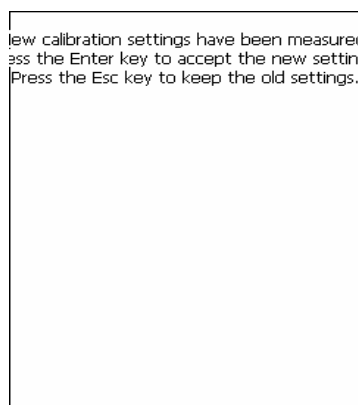 ew calibration settings have been measured
ess the Enter key to accept the new settin
Press the Esc key to keep the old settings.